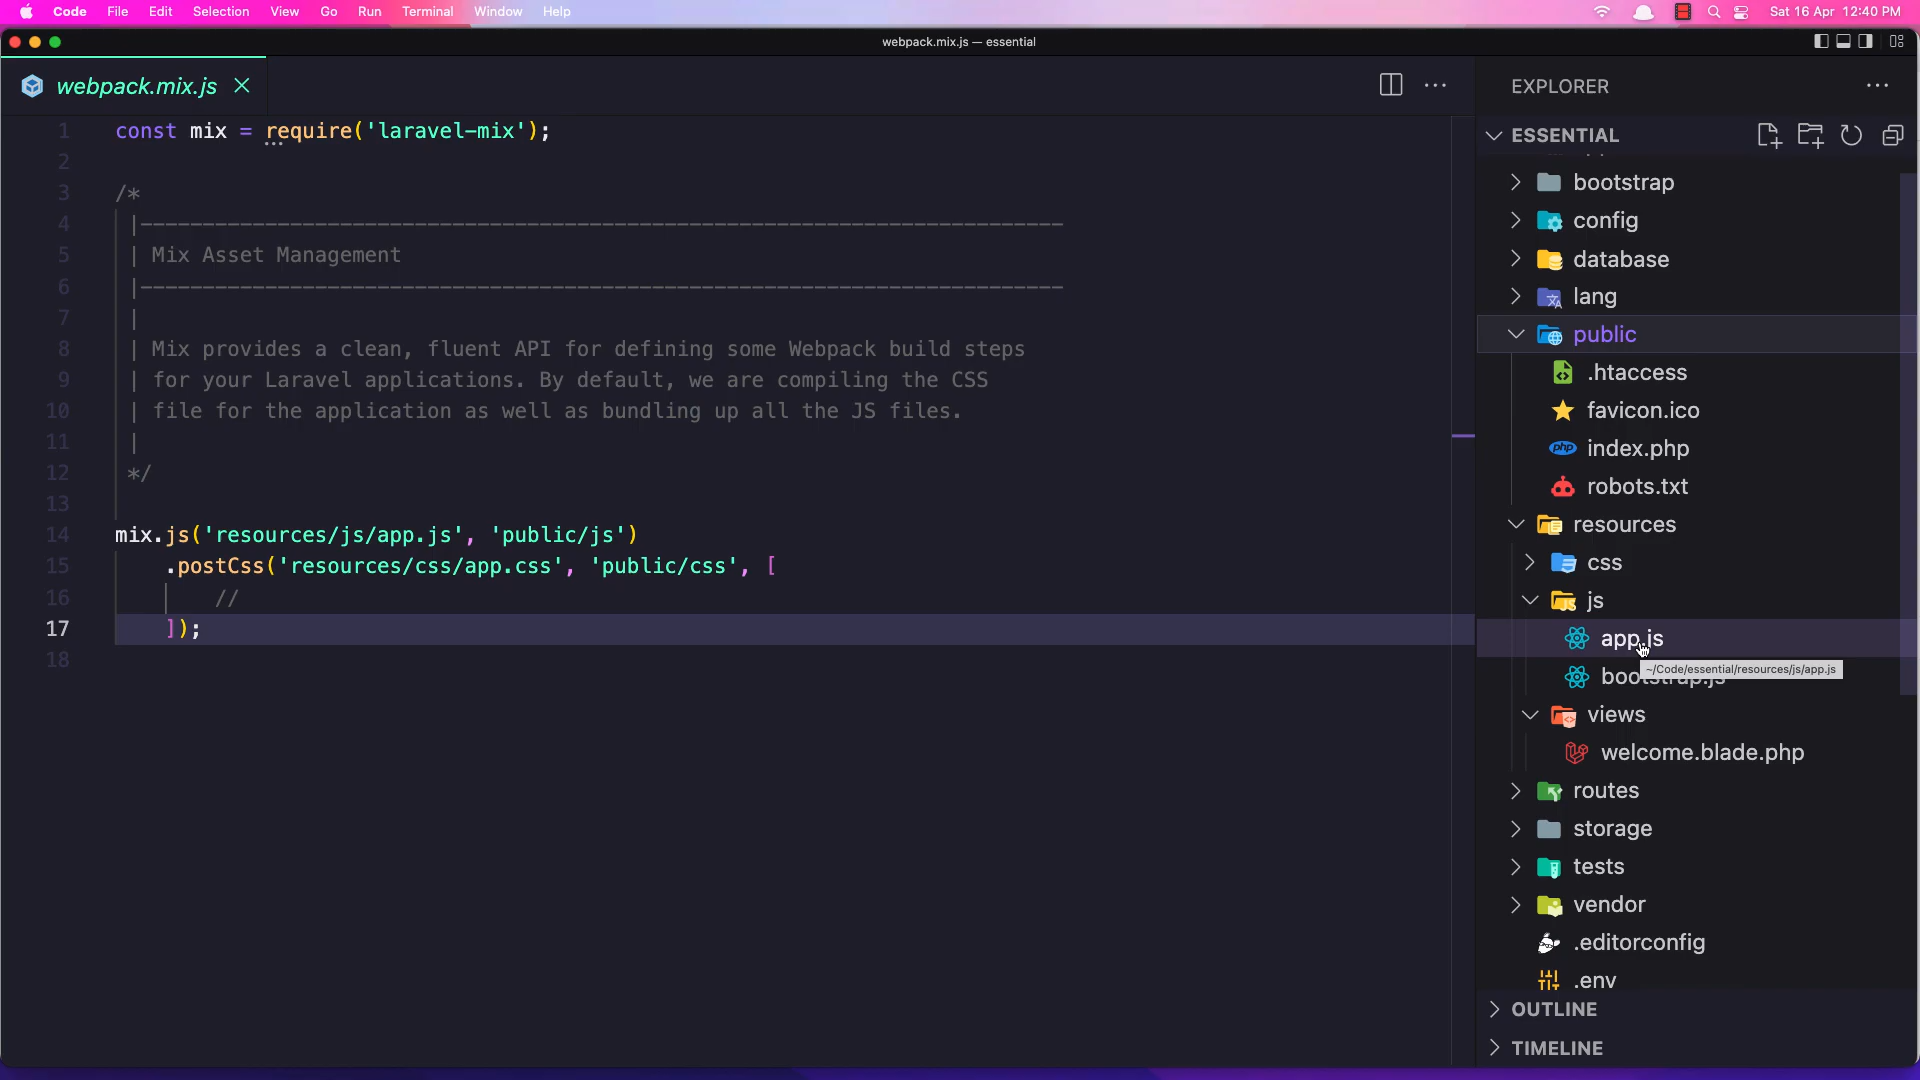 Code File Edit Selection View Go Run Terminal Window Help Sat 16 Apr 12:40 PM
webpack.mix.js — essential
webpack.mix.js
1 const mix = require('laravel-mix');
2
3 /*
4 |--------------------------------------------------------------------------
5 | Mix Asset Management
6 |--------------------------------------------------------------------------
7 |
8 | Mix provides a clean, fluent API for defining some Webpack build steps
9 | for your Laravel applications. By default, we are compiling the CSS
10 | file for the application as well as bundling up all the JS files.
11 |
12 */
13
14 mix.js('resources/js/app.js', 'public/js')
15 .postCss('resources/css/app.css', 'public/css', [
16 //
17 ]);
18
EXPLORER
ESSENTIAL
bootstrap
config
database
lang
public
.htaccess
favicon.ico
php index.php
robots.txt
resources
css
JS js
app.js
~/Code/essential/resources/js/app.js
bootstrap.js
views
welcome.blade.php
routes
storage
tests
vendor
.editorconfig
.env
OUTLINE
TIMELINE